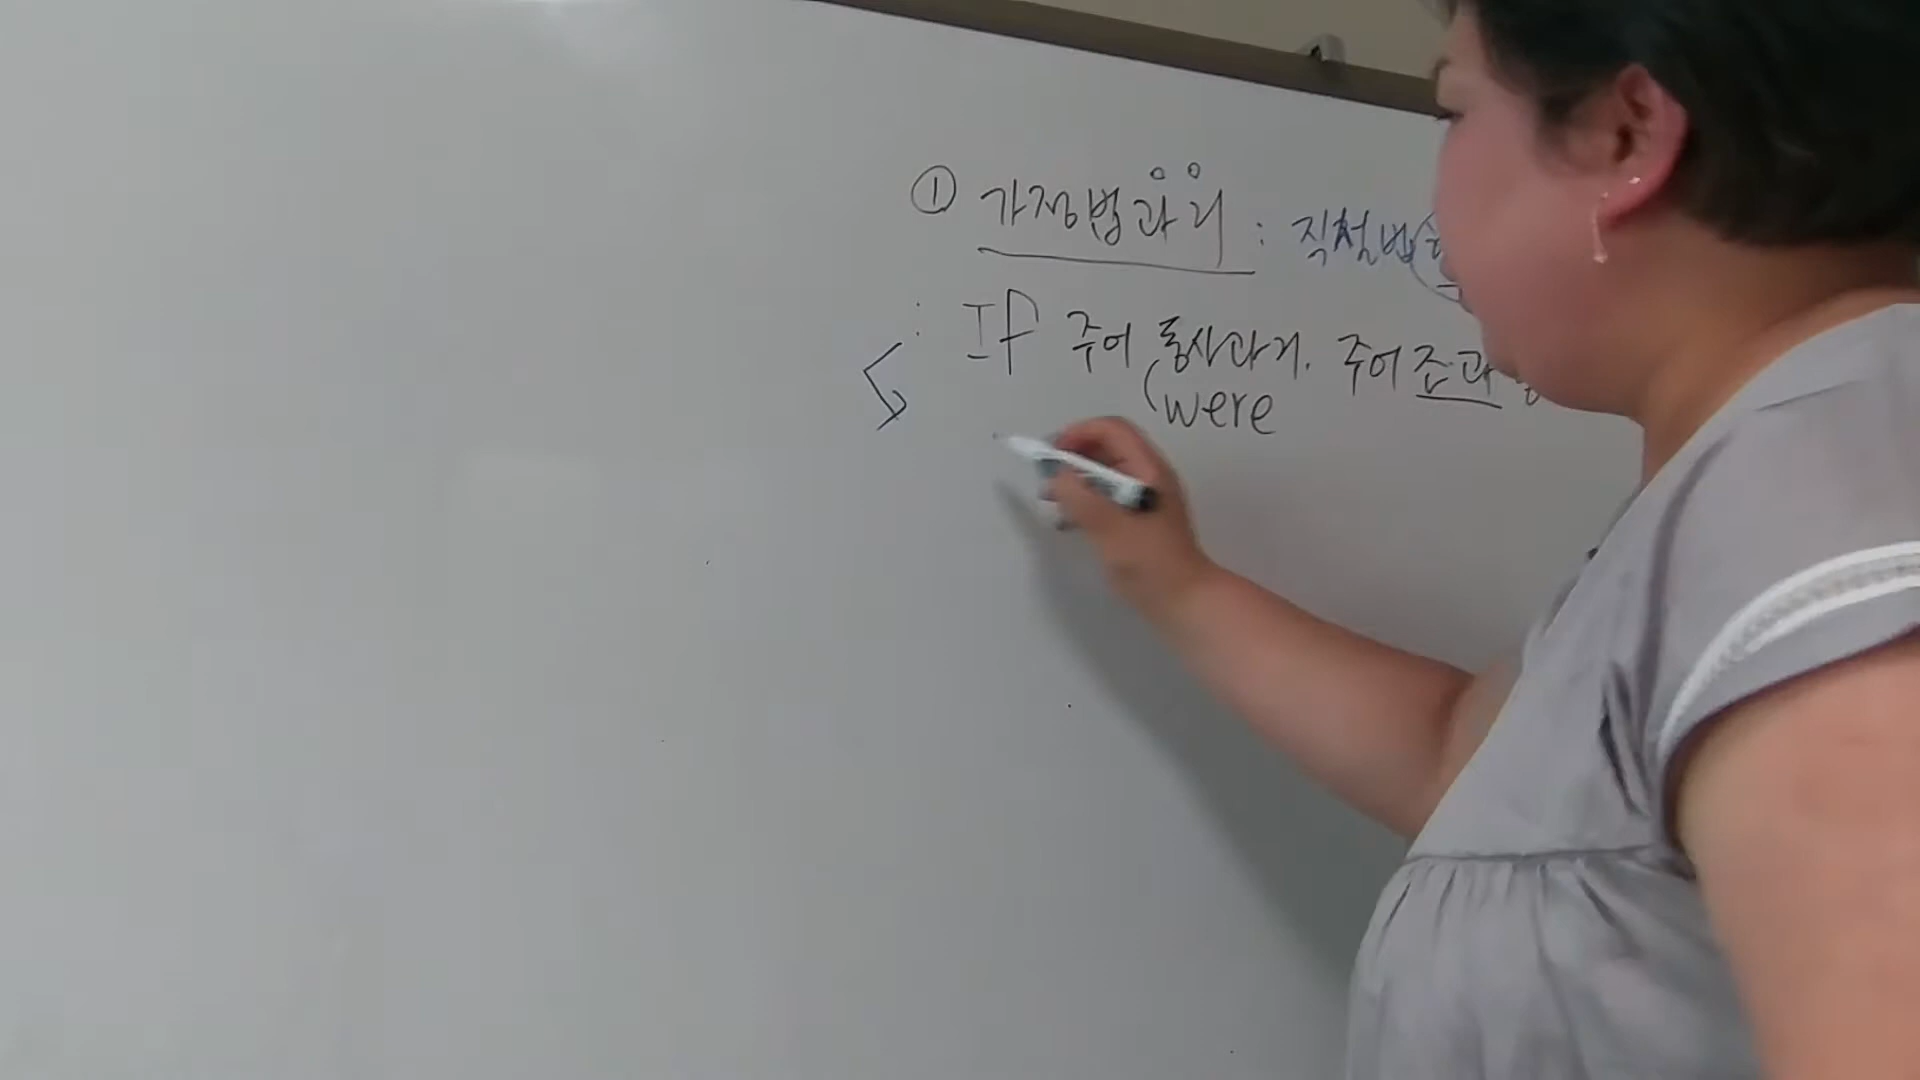 ① 가정법과거 : 직설법
: If 주어 동사과거. 주어 조과
(were